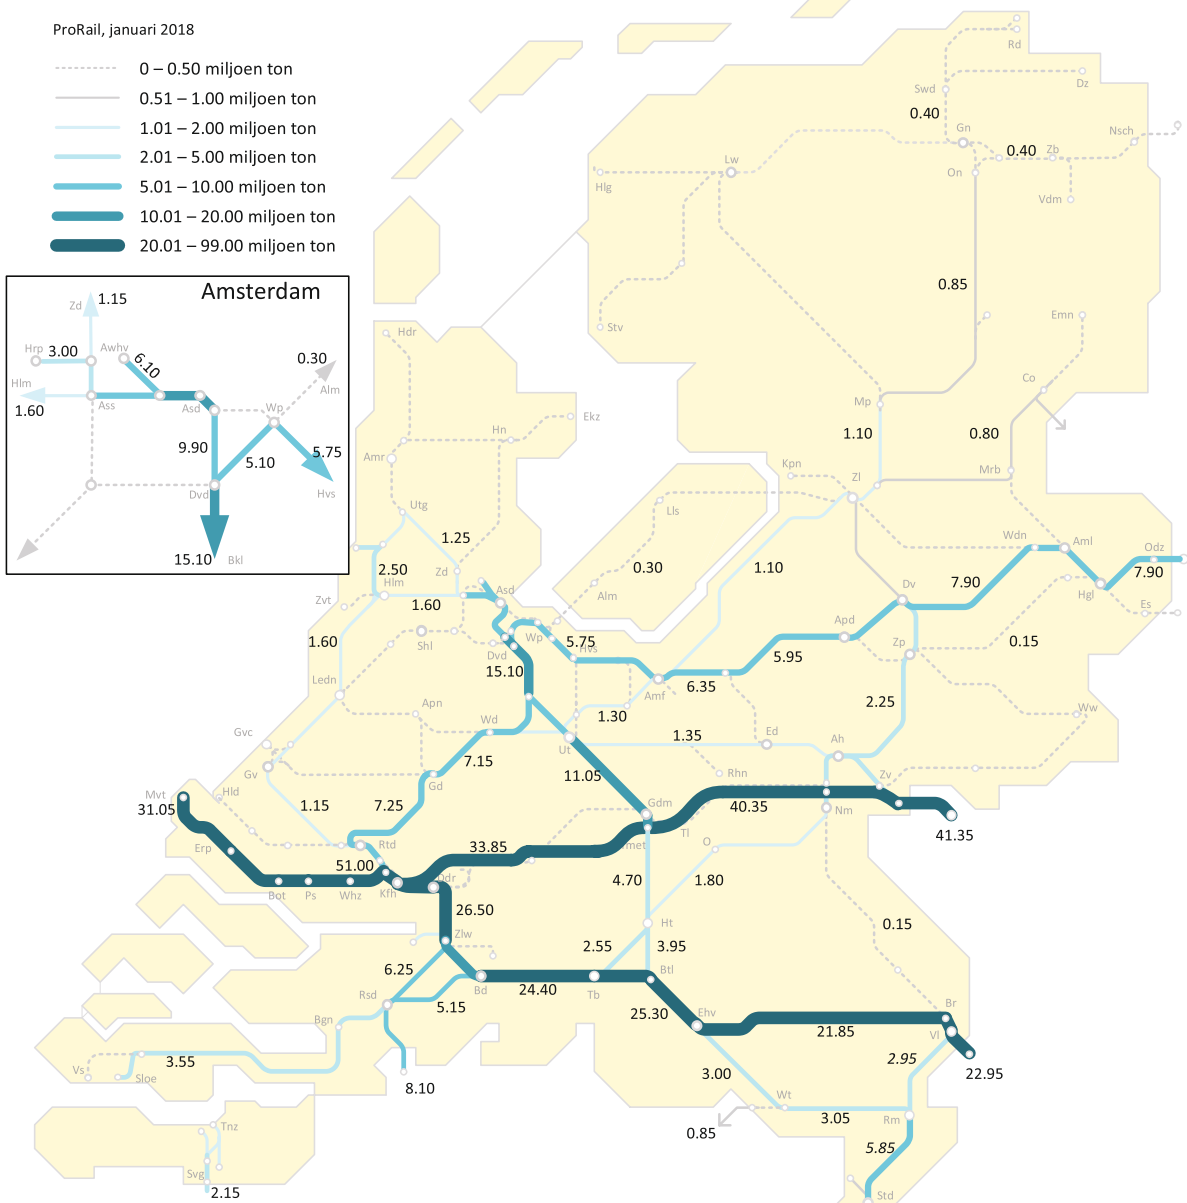 ProRail, januari 2018
0 – 0.50 miljoen ton
0.51 – 1.00 miljoen ton
1.01 – 2.00 miljoen ton
2.01 – 5.00 miljoen ton
5.01 – 10.00 miljoen ton
10.01 – 20.00 miljoen ton
20.01 – 99.00 miljoen ton
Amsterdam
Zd 1.15
Hrp 3.00
Awhv
6.10
0.30
Hlm
1.60
Ass
Asd
Wp
Alm
9.90
5.10
5.75
Dvd
Hvs
15.10
Bkl
Rd
Dz
Swd
0.40
Gn
0.40
Nsch
Zb
On
Vdm
Lw
Hlg
Stv
0.85
Emn
Co
Mp
1.10
0.80
Mrb
Hdr
Ekz
Hn
Amr
Kpn
Zl
Utg
Lls
1.25
0.30
1.10
Wdn
Aml
Odz
7.90
7.90
Hgl
Es
2.50
Hlm
Zd
1.60
Asd
Alm
Zvt
1.60
Shl
Dvd
Wp
5.75
Hvs
15.10
Dv
Apd
5.95
Zp
0.15
Ledn
Amf
6.35
2.25
Apn
1.30
Ww
Gvc
Wd
Ut
1.35
Ed
Ah
Gv
7.15
Gd
11.05
Rhn
Zv
Mvt
31.05
Hld
1.15
7.25
Gdm
40.35
Nm
41.35
Erp
Rtd
33.85
Tl
met
O
51.00
Bot
Ps
Whz
Kfh
Ddr
4.70
1.80
26.50
Ht
0.15
Zlw
2.55
3.95
6.25
Btl
Rsd
5.15
Bd
24.40
Tb
25.30
Ehv
Br
Bgn
21.85
Vl
2.95
22.95
3.55
Vs
Sloe
8.10
3.00
Wt
3.05
Rm
0.85
5.85
Tnz
Svg
2.15
Std